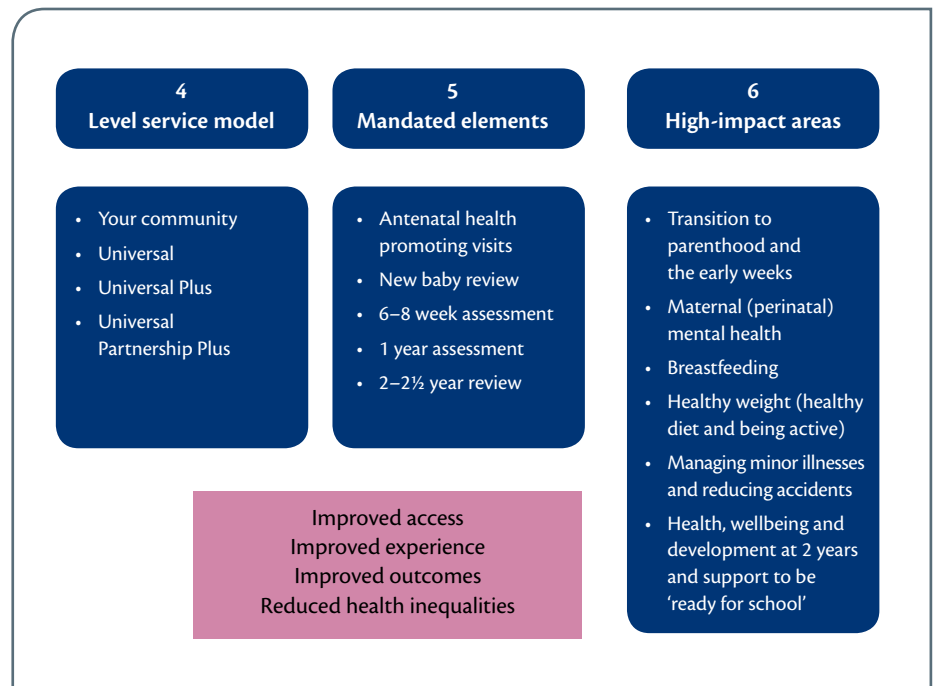 4
Level service model
• Your community
• Universal
• Universal Plus
• Universal
Partnership Plus
5
Mandated elements
• Antenatal health
promoting visits
• New baby review
• 6–8 week assessment
• 1 year assessment
• 2–2½ year review
6
High-impact areas
• Transition to
parenthood and
the early weeks
• Maternal (perinatal)
mental health
• Breastfeeding
• Healthy weight (healthy
diet and being active)
• Managing minor illnesses
and reducing accidents
• Health, wellbeing and
development at 2 years
and support to be
‘ready for school’
Improved access
Improved experience
Improved outcomes
Reduced health inequalities